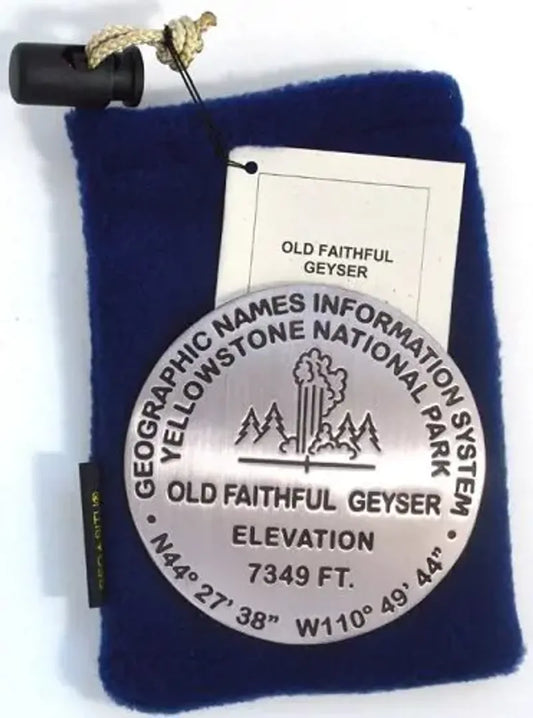 OLD FAITHFUL
GEYSER
GEOGRAPHIC NAMES INFORMATION SYSTEM
YELLOWSTONE NATIONAL PARK
OLD FAITHFUL GEYSER
ELEVATION
7349 FT.
• N44° 27' 38" W110° 49' 44" •